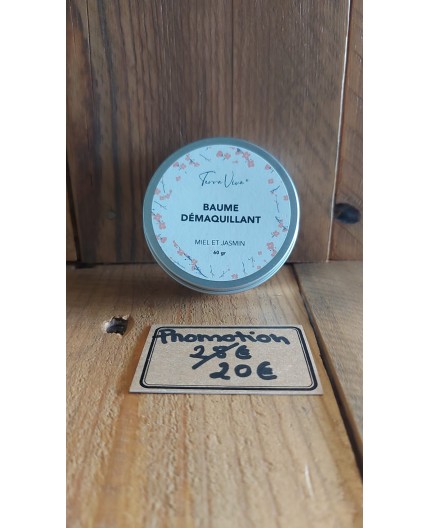 Terra Viva
BAUME
DÉMAQUILLANT
MIEL ET JASMIN
60 gr
Promotion
28€
20€